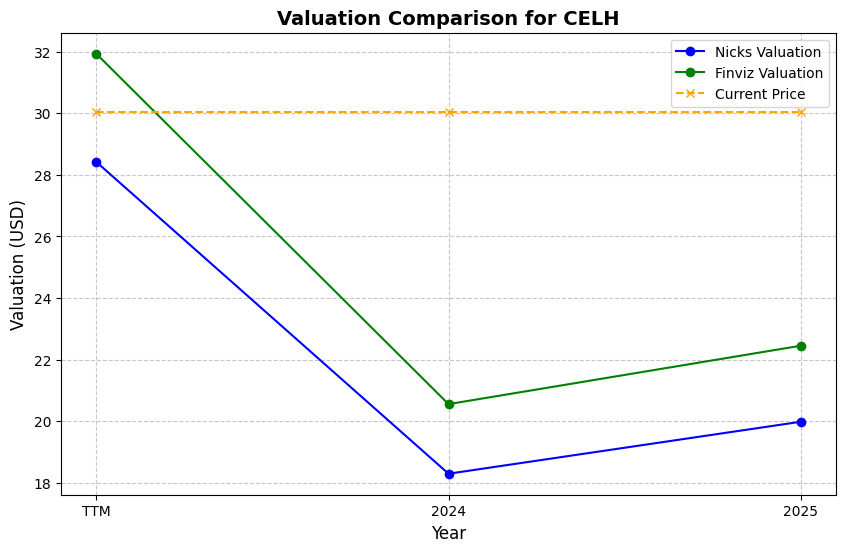 Valuation Comparison for CELH
Nicks Valuation
Finviz Valuation
Current Price
Valuation (USD)
32
30
28
26
24
22
20
18
TTM
2024
2025
Year